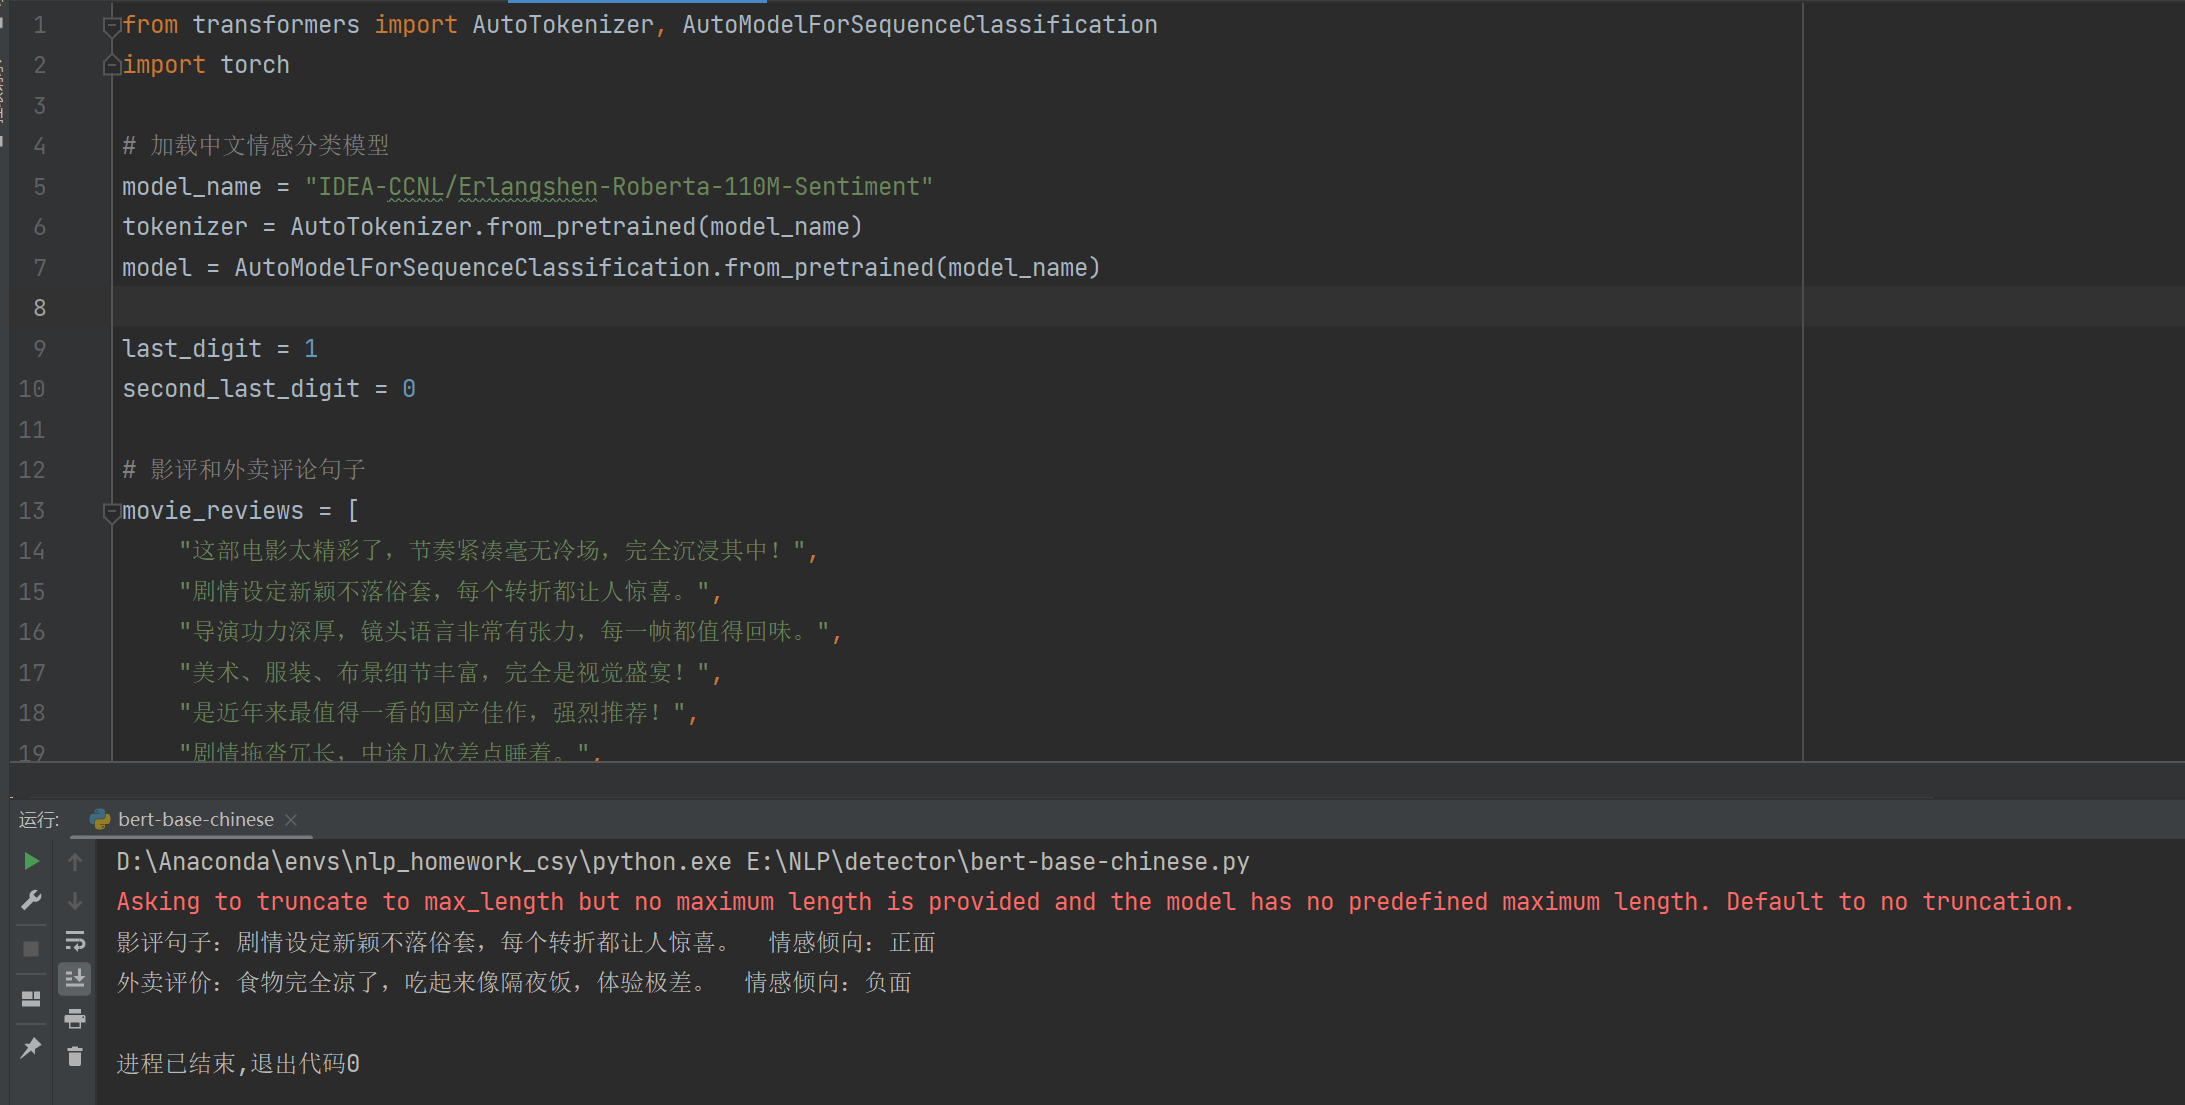 1 from transformers import AutoTokenizer, AutoModelForSequenceClassification
2 import torch
3
4 # 加载中文情感分类模型
5 model_name = "IDEA-CCNL/Erlangshen-Roberta-110M-Sentiment"
6 tokenizer = AutoTokenizer.from_pretrained(model_name)
7 model = AutoModelForSequenceClassification.from_pretrained(model_name)
8
9 last_digit = 1
10 second_last_digit = 0
11
12 # 影评和外卖评论句子
13 movie_reviews = [
14 "这部电影太精彩了，节奏紧凑毫无冷场，完全沉浸其中！",
15 "剧情设定新颖不落俗套，每个转折都让人惊喜。",
16 "导演功力深厚，镜头语言非常有张力，每一帧都值得回味。",
17 "美术、服装、布景细节丰富，完全是视觉盛宴！",
18 "是近年来最值得一看的国产佳作，强烈推荐！",
19 "剧情拖沓冗长，中途几次差点睡着。",
运行: bert-base-chinese
D:\Anaconda\envs\nlp_homework_csy\python.exe E:\NLP\detector\bert-base-chinese.py
Asking to truncate to max_length but no maximum length is provided and the model has no predefined maximum length. Default to no truncation.
影评句子：剧情设定新颖不落俗套，每个转折都让人惊喜。 情感倾向：正面
外卖评价：食物完全凉了，吃起来像隔夜饭，体验极差。 情感倾向：负面
进程已结束,退出代码0